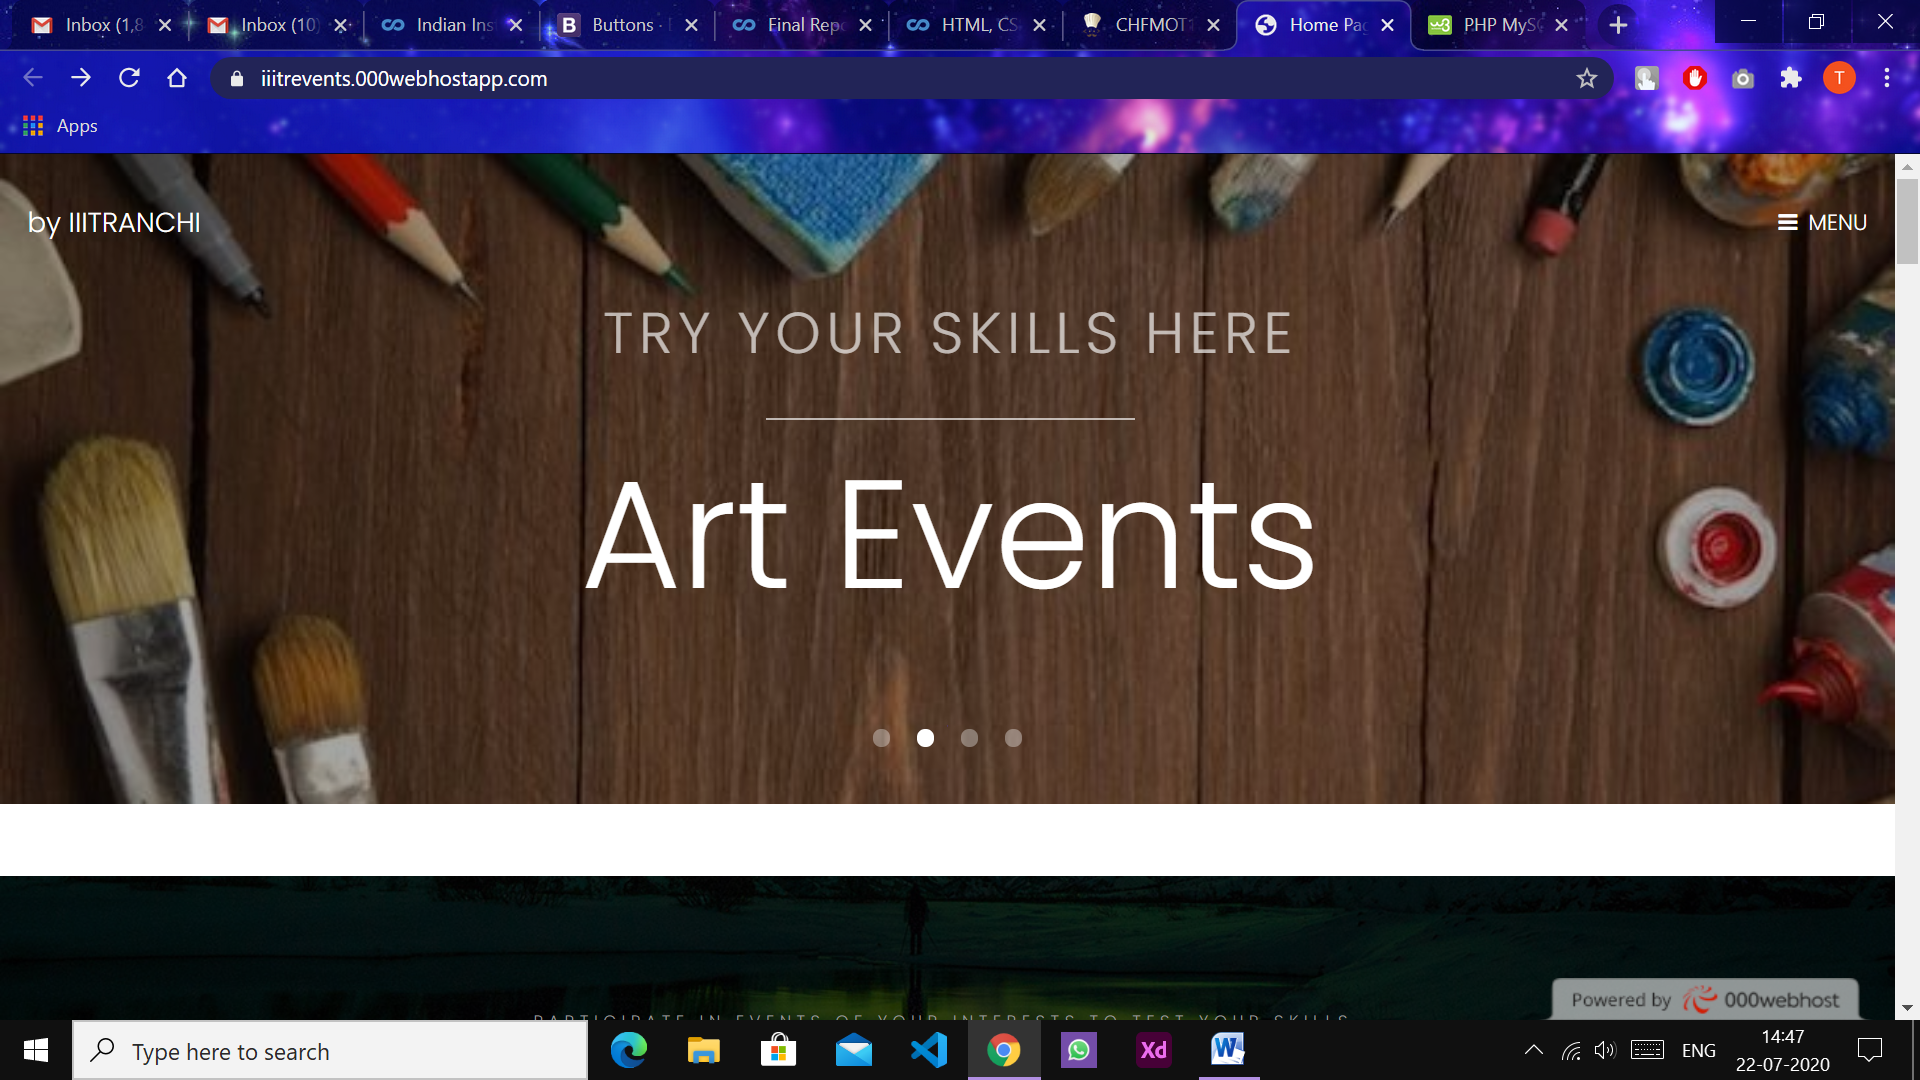 Inbox (1,8
Inbox (10)
Indian Ins
Buttons
Final Rep
HTML, CS
CHFMOT
Home Pag
PHP MyS
iiitrevents.000webhostapp.com
T
Apps
by IIITRANCHI
MENU
TRY YOUR SKILLS HERE
Art Events
PARTICIPATE IN EVENTS OF YOUR INTERESTS TO TEST YOUR SKILLS
Powered by 000webhost
Type here to search
Xd
ENG
14:47
22-07-2020